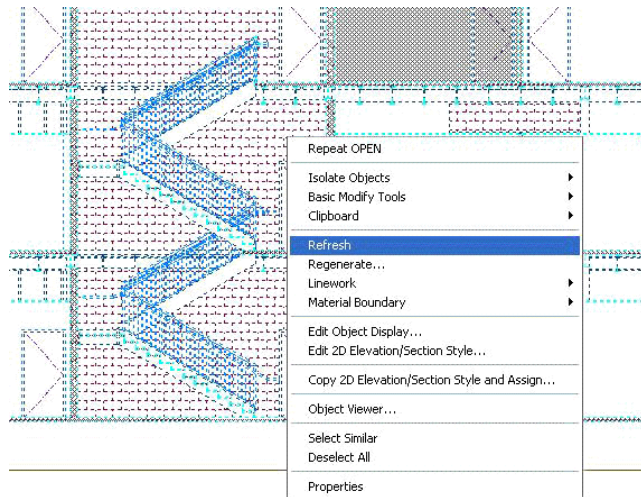 Repeat OPEN
Isolate Objects
Basic Modify Tools
Clipboard
Refresh
Regenerate...
Linework
Material Boundary
Edit Object Display...
Edit 2D Elevation/Section Style...
Copy 2D Elevation/Section Style and Assign...
Object Viewer...
Select Similar
Deselect All
Properties